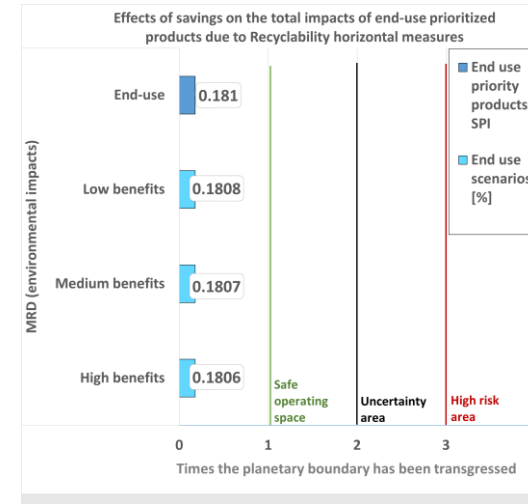 Effects of savings on the total impacts of end-use prioritized
products due to Recyclability horizontal measures
MRD (environmental impacts)
End-use
0.181
Low benefits
0.1808
Medium benefits
0.1807
High benefits
0.1806
End use
priority
products
SPI
End use
scenarios
[%]
Safe
operating
space
Uncertainty
area
High risk
area
0
1
2
3
Times the planetary boundary has been transgressed